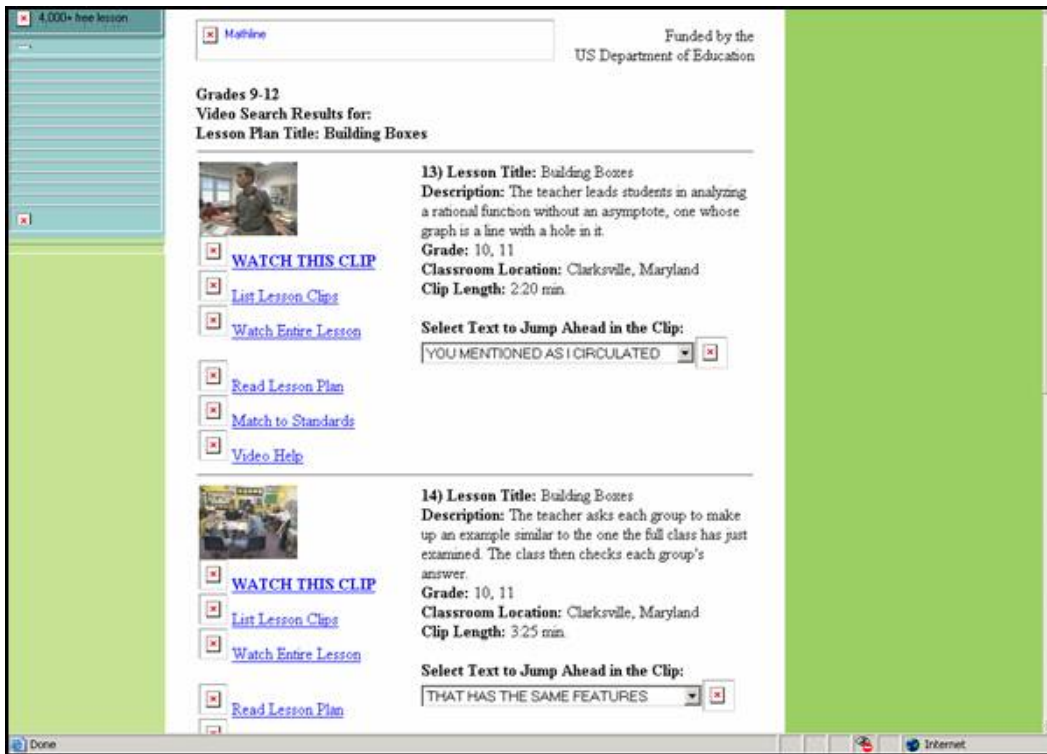 4,000+ free lesson
Mathline
Funded by the
US Department of Education
Grades 9-12
Video Search Results for:
Lesson Plan Title: Building Boxes
13) Lesson Title: Building Boxes
Description: The teacher leads students in analyzing
a rational function without an asymptote, one whose
graph is a line with a hole in it.
Grade: 10, 11
Classroom Location: Clarksville, Maryland
Clip Length: 2:20 min.
WATCH THIS CLIP
List Lesson Clips
Watch Entire Lesson
Select Text to Jump Ahead in the Clip:
YOU MENTIONED AS I CIRCULATED
Read Lesson Plan
Match to Standards
Video Help
14) Lesson Title: Building Boxes
Description: The teacher asks each group to make
up an example similar to the one the full class has just
examined. The class then checks each group's
answer.
Grade: 10, 11
Classroom Location: Clarksville, Maryland
Clip Length: 3:25 min.
WATCH THIS CLIP
List Lesson Clips
Watch Entire Lesson
Select Text to Jump Ahead in the Clip:
THAT HAS THE SAME FEATURES
Read Lesson Plan
Done
Internet